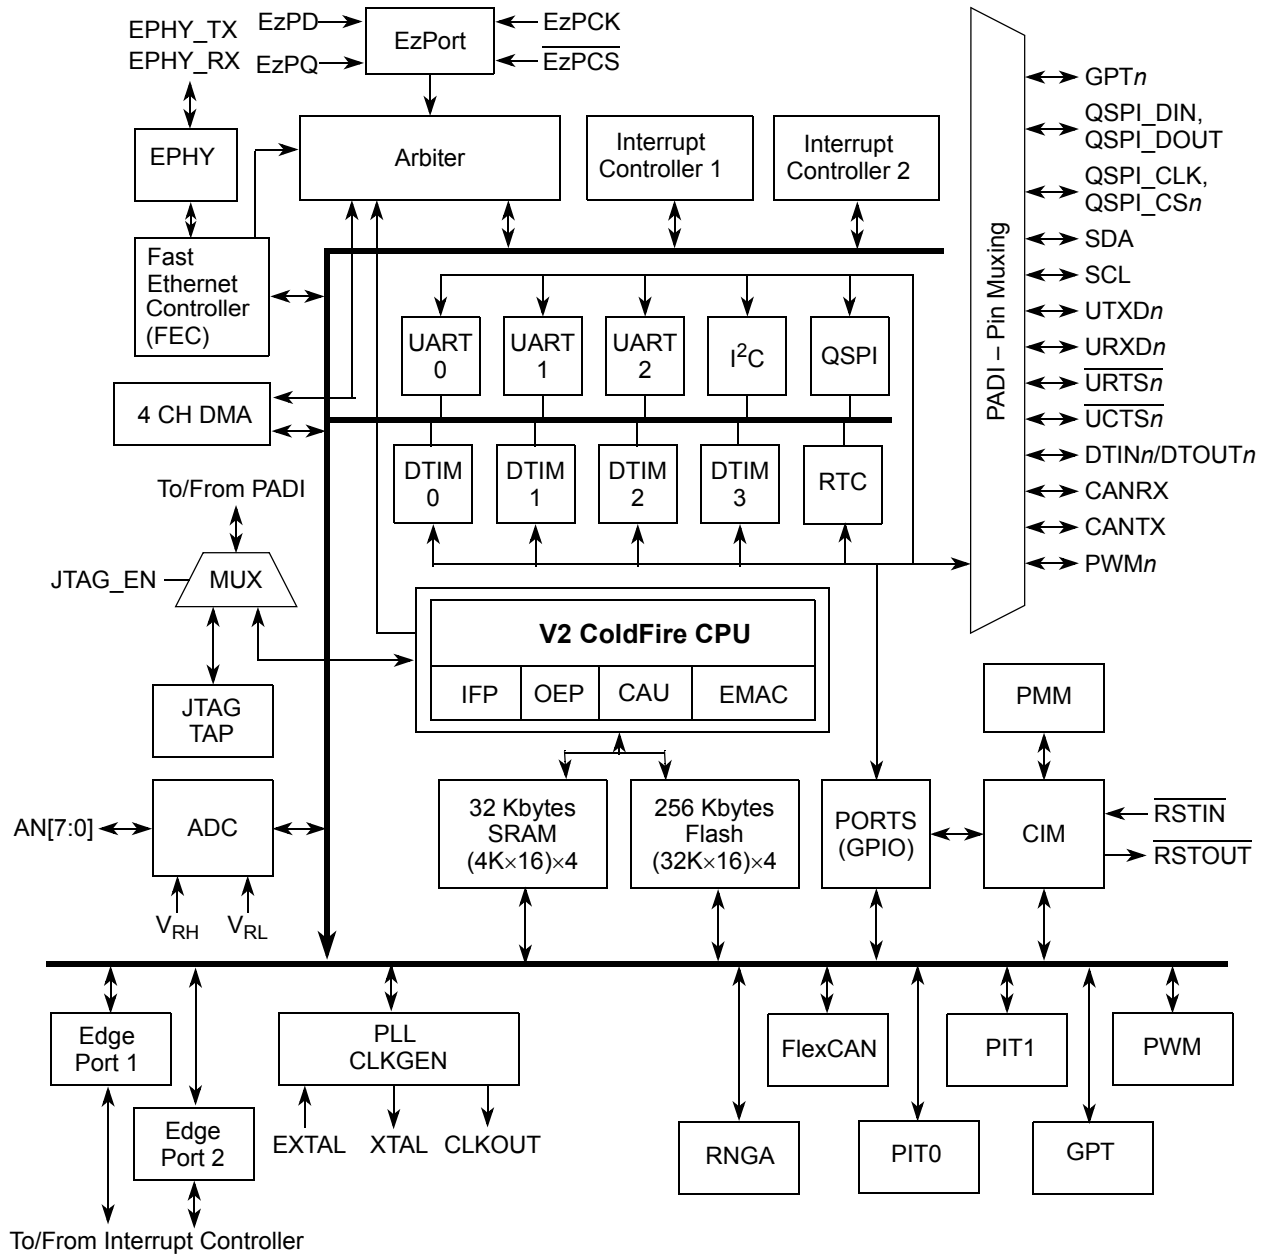 EPHY_TX
EPHY_RX
EzPD
EzPQ
EzPort
EzPCK
EzPCS
EPHY
Arbiter
Interrupt
Controller 1
Interrupt
Controller 2
Fast
Ethernet
Controller
(FEC)
4 CH DMA
UART
0
UART
1
UART
2
I²C
QSPI
DTIM
0
DTIM
1
DTIM
2
DTIM
3
RTC
PADI – Pin Muxing
GPTn
QSPI_DIN,
QSPI_DOUT
QSPI_CLK,
QSPI_CSn
SDA
SCL
UTXDn
URXDn
URTSn
UCTSn
DTINn/DTOUTn
CANRX
CANTX
PWMn
To/From PADI
JTAG_EN
MUX
JTAG
TAP
V2 ColdFire CPU
IFP
OEP
CAU
EMAC
PMM
AN[7:0]
ADC
VRH
VRL
32 Kbytes
SRAM
(4K×16)×4
256 Kbytes
Flash
(32K×16)×4
PORTS
(GPIO)
CIM
RSTIN
RSTOUT
Edge
Port 1
Edge
Port 2
PLL
CLKGEN
EXTAL
XTAL
CLKOUT
RNGA
FlexCAN
PIT0
PIT1
GPT
PWM
To/From Interrupt Controller